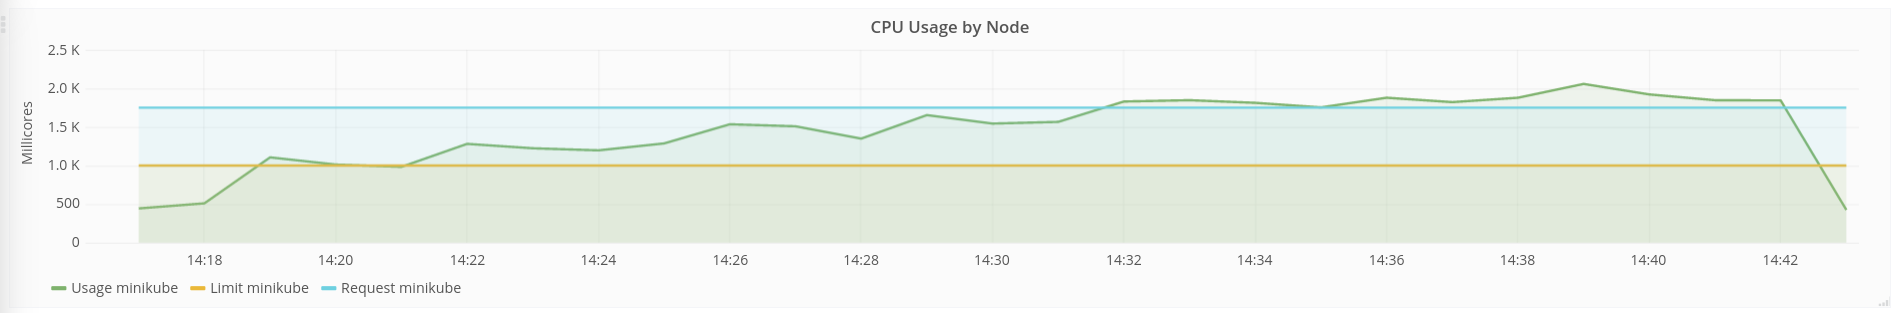 CPU Usage by Node
Millicores
2.5 K
2.0 K
1.5 K
1.0 K
500
0
14:18 14:20 14:22 14:24 14:26 14:28 14:30 14:32 14:34 14:36 14:38 14:40 14:42
Usage minikube Limit minikube Request minikube